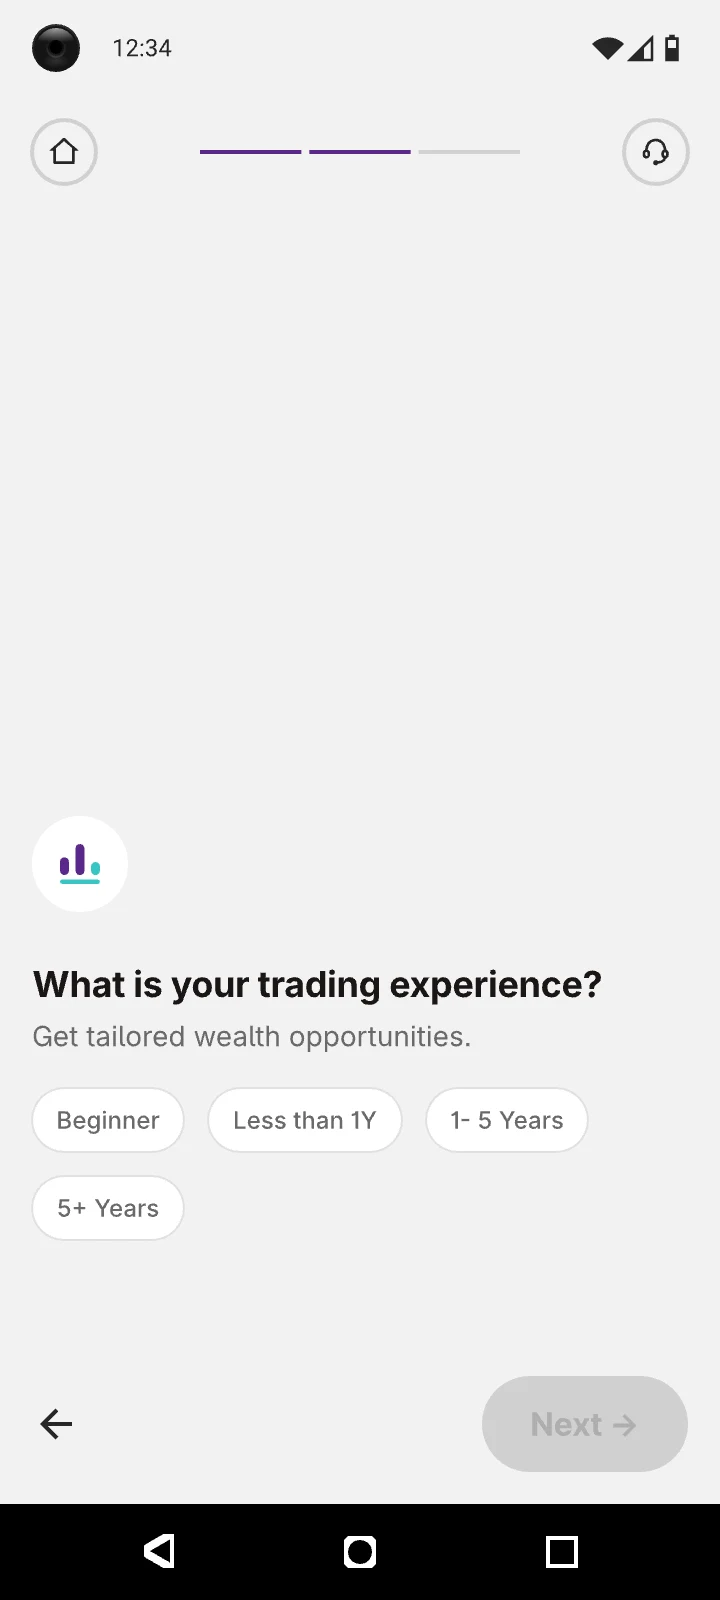 12:34
What is your trading experience?
Get tailored wealth opportunities.
Beginner
Less than 1Y
1- 5 Years
5+ Years
Next →